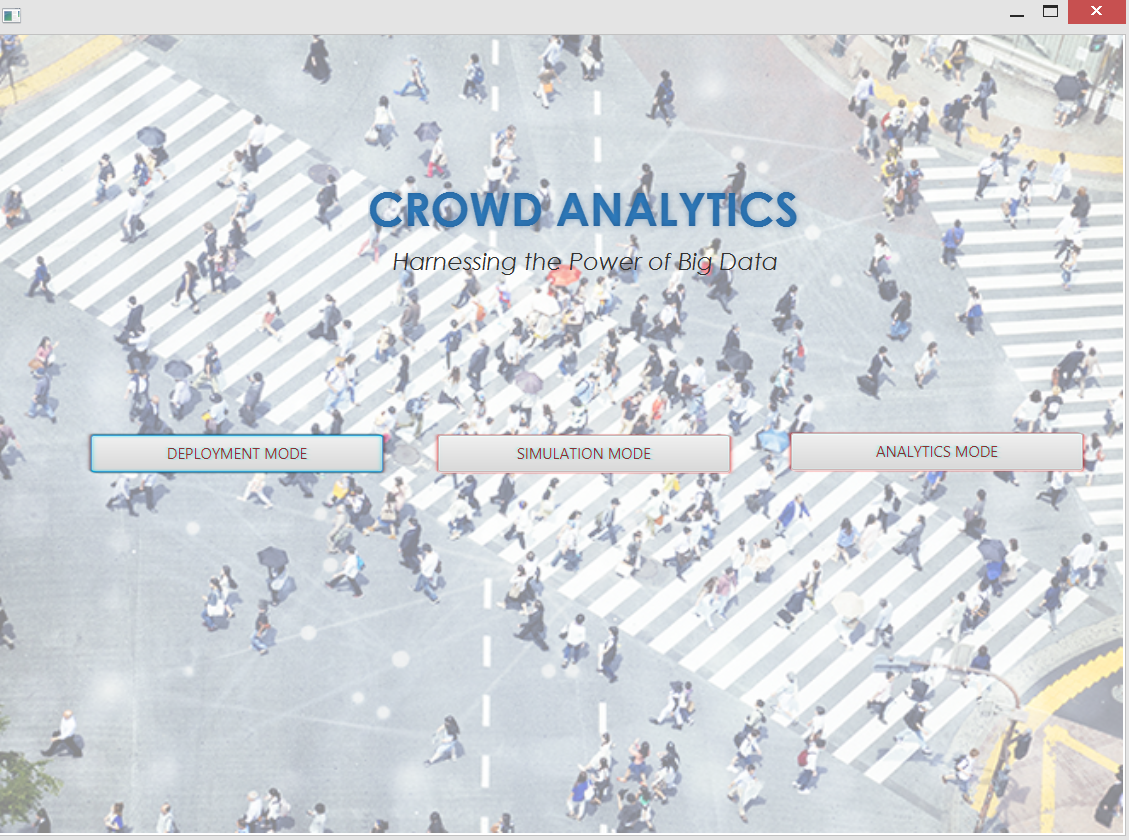 CROWD ANALYTICS
Harnessing the Power of Big Data
DEPLOYMENT MODE
SIMULATION MODE
ANALYTICS MODE